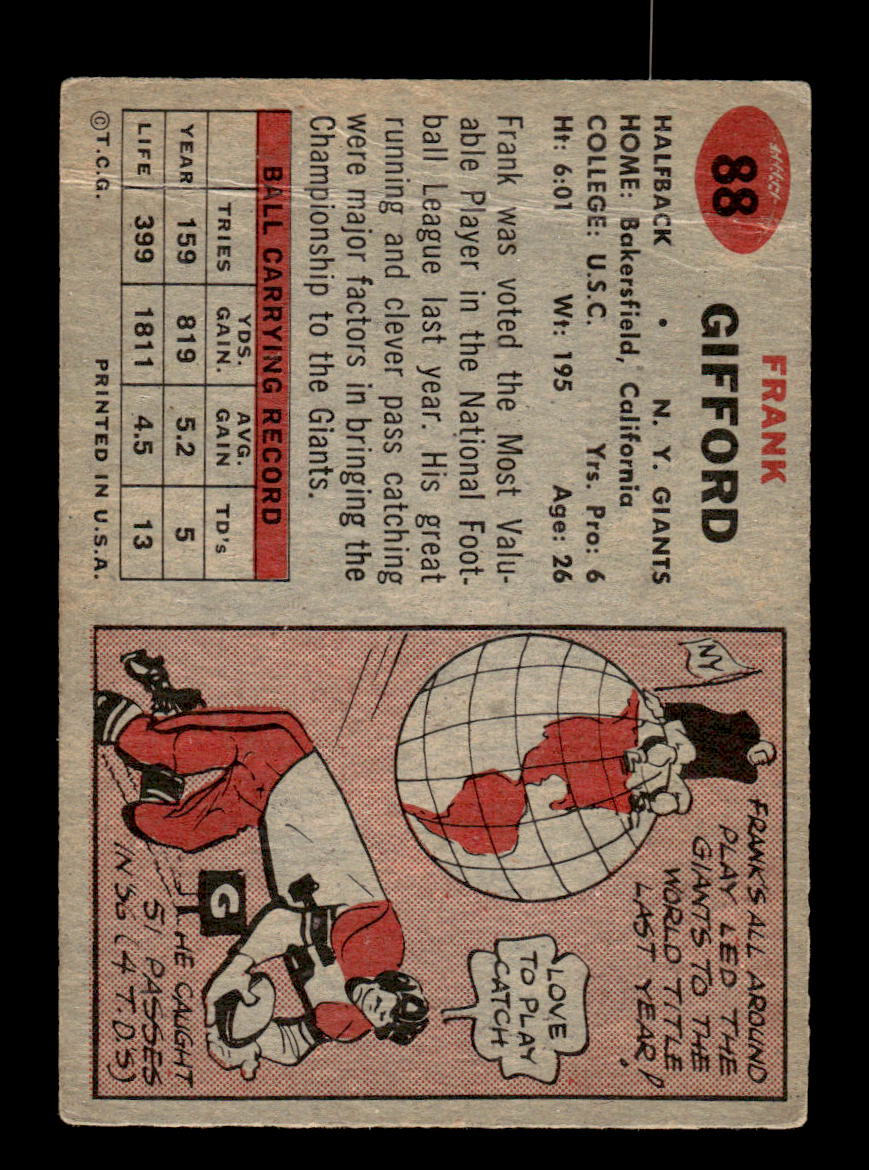 88
FRANK
GIFFORD
HALFBACK • N. Y. GIANTS
HOME: Bakersfield, California
COLLEGE: U.S.C. Yrs. Pro: 6
Ht: 6:01 Wt: 195 Age: 26
Frank was voted the Most Valu-
able Player in the National Foot-
ball League last year. His great
running and clever pass catching
were major factors in bringing the
Championship to the Giants.
BALL CARRYING RECORD
TRIES YDS. GAIN. AVG. GAIN TD's
YEAR 159 819 5.2 5
LIFE 399 1811 4.5 13
©T.C.G. PRINTED IN U.S.A.
NY
FRANK'S ALL AROUND
PLAY LED THE
GIANTS TO THE
WORLD TITLE
LAST YEAR!
I LOVE
TO PLAY
CATCH
G
HE CAUGHT
51 PASSES
IN 56 (4 T.D.'S)